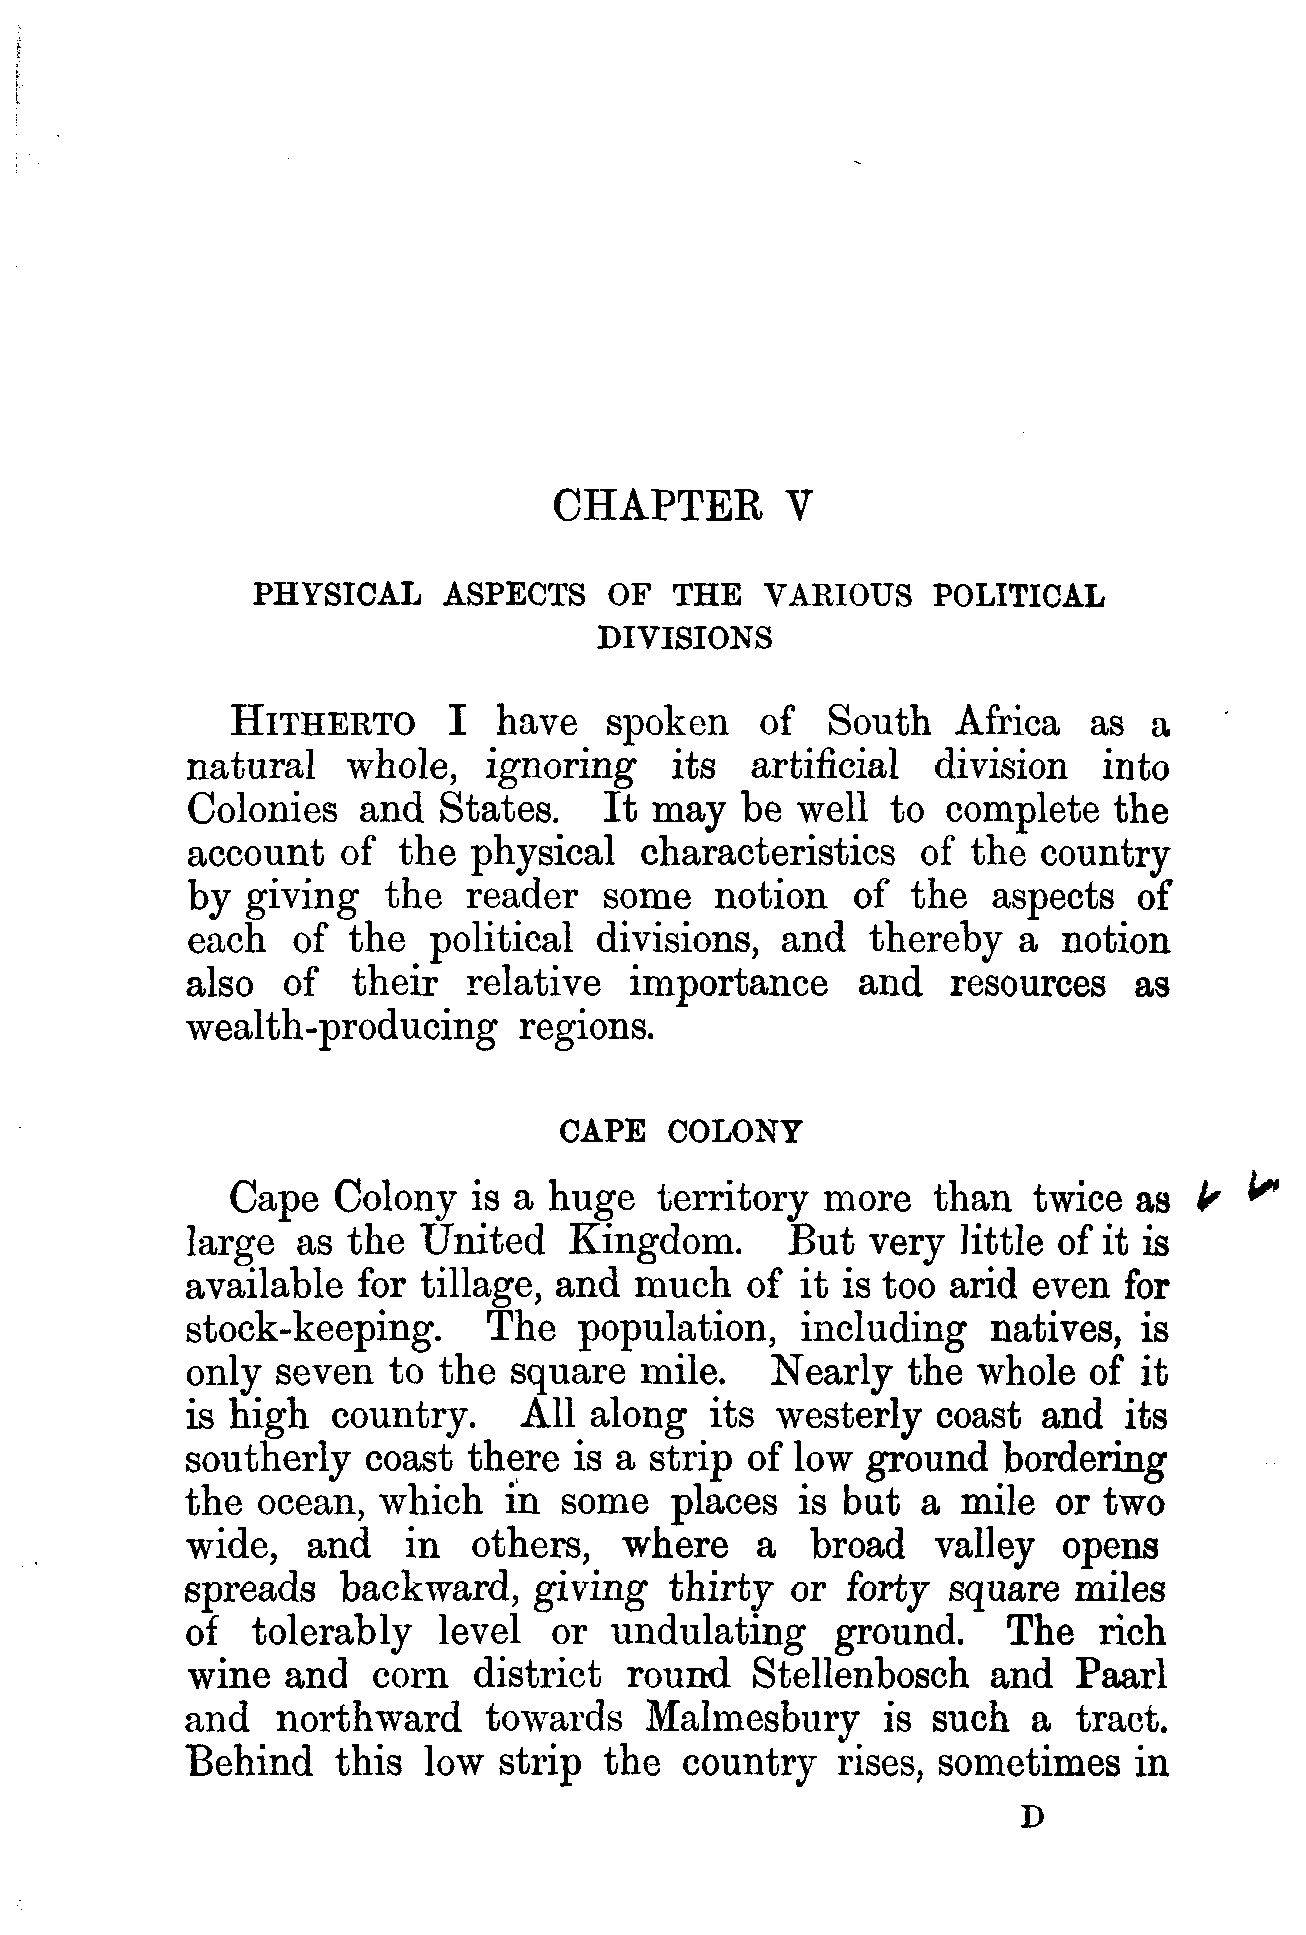 CHAPTER V
PHYSICAL ASPECTS OF THE VARIOUS POLITICAL
DIVISIONS
HITHERTO I have spoken of South Africa as a
natural whole, ignoring its artificial division into
Colonies and States. It may be well to complete the
account of the physical characteristics of the country
by giving the reader some notion of the aspects of
each of the political divisions, and thereby a notion
also of their relative importance and resources as
wealth-producing regions.
CAPE COLONY
Cape Colony is a huge territory more than twice as
large as the United Kingdom. But very little of it is
available for tillage, and much of it is too arid even for
stock-keeping. The population, including natives, is
only seven to the square mile. Nearly the whole of it
is high country. All along its westerly coast and its
southerly coast there is a strip of low ground bordering
the ocean, which in some places is but a mile or two
wide, and in others, where a broad valley opens
spreads backward, giving thirty or forty square miles
of tolerably level or undulating ground. The rich
wine and corn district round Stellenbosch and Paarl
and northward towards Malmesbury is such a tract.
Behind this low strip the country rises, sometimes in
D